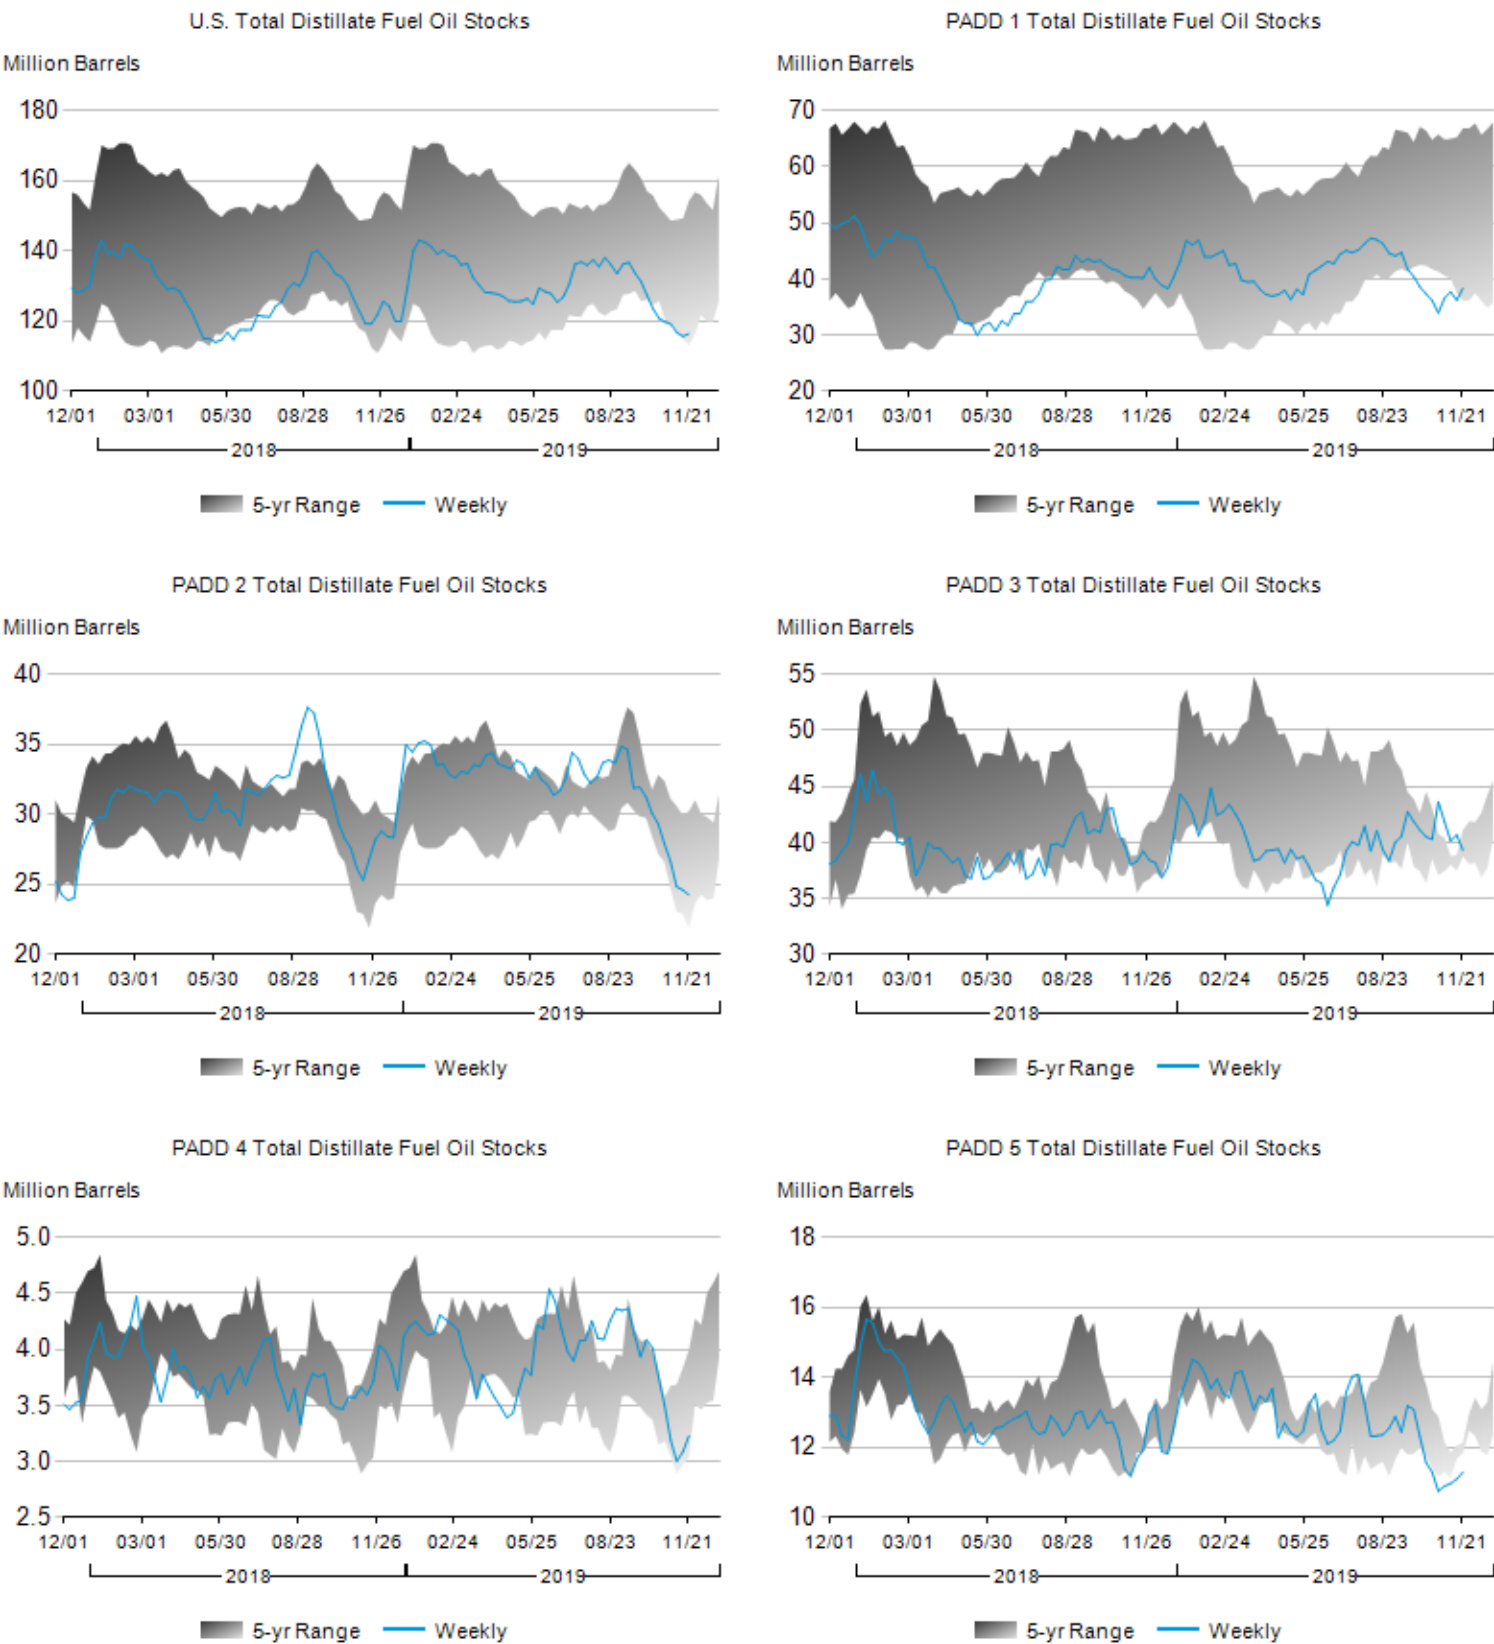 U.S. Total Distillate Fuel Oil Stocks
Million Barrels
180
160
140
120
100
12/01 03/01 05/30 08/28 11/26 02/24 05/25 08/23 11/21
2018 2019
5-yr Range Weekly
PADD 1 Total Distillate Fuel Oil Stocks
Million Barrels
70
60
50
40
30
20
12/01 03/01 05/30 08/28 11/26 02/24 05/25 08/23 11/21
2018 2019
5-yr Range Weekly
PADD 2 Total Distillate Fuel Oil Stocks
Million Barrels
40
35
30
25
20
12/01 03/01 05/30 08/28 11/26 02/24 05/25 08/23 11/21
2018 2019
5-yr Range Weekly
PADD 3 Total Distillate Fuel Oil Stocks
Million Barrels
55
50
45
40
35
30
12/01 03/01 05/30 08/28 11/26 02/24 05/25 08/23 11/21
2018 2019
5-yr Range Weekly
PADD 4 Total Distillate Fuel Oil Stocks
Million Barrels
5.0
4.5
4.0
3.5
3.0
2.5
12/01 03/01 05/30 08/28 11/26 02/24 05/25 08/23 11/21
2018 2019
5-yr Range Weekly
PADD 5 Total Distillate Fuel Oil Stocks
Million Barrels
18
16
14
12
10
12/01 03/01 05/30 08/28 11/26 02/24 05/25 08/23 11/21
2018 2019
5-yr Range Weekly